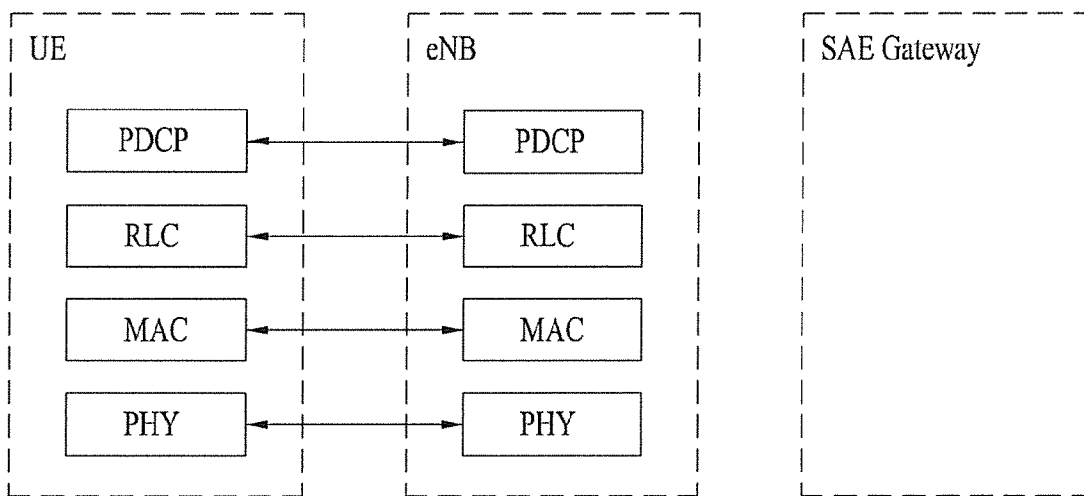 UE
eNB
SAE Gateway
PDCP
PDCP
RLC
RLC
MAC
MAC
PHY
PHY